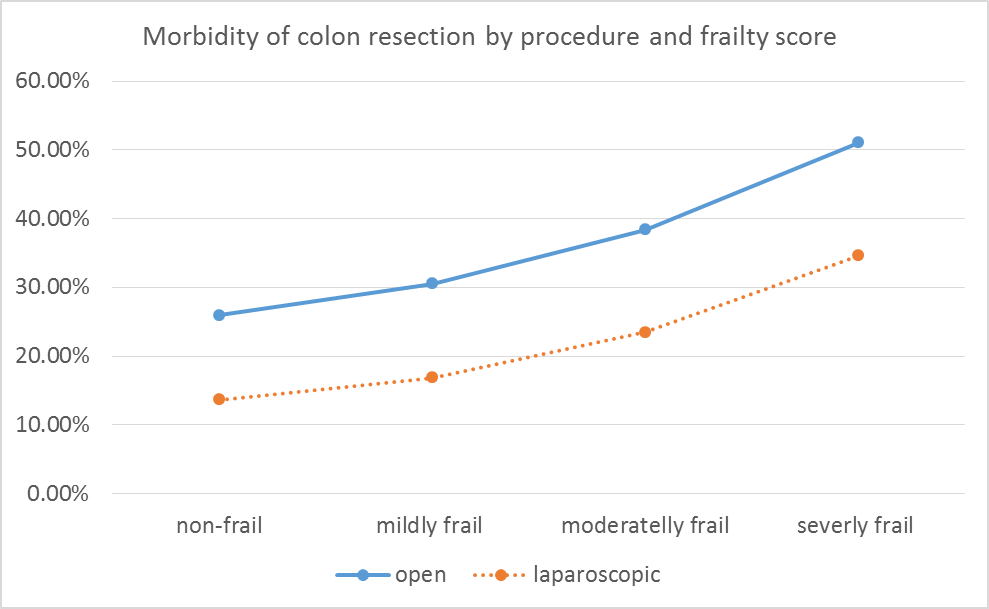 Morbidity of colon resection by procedure and frailty score
60.00%
50.00%
40.00%
30.00%
20.00%
10.00%
0.00%
non-frail mildly frail moderatelly frail severly frail
open laparoscopic